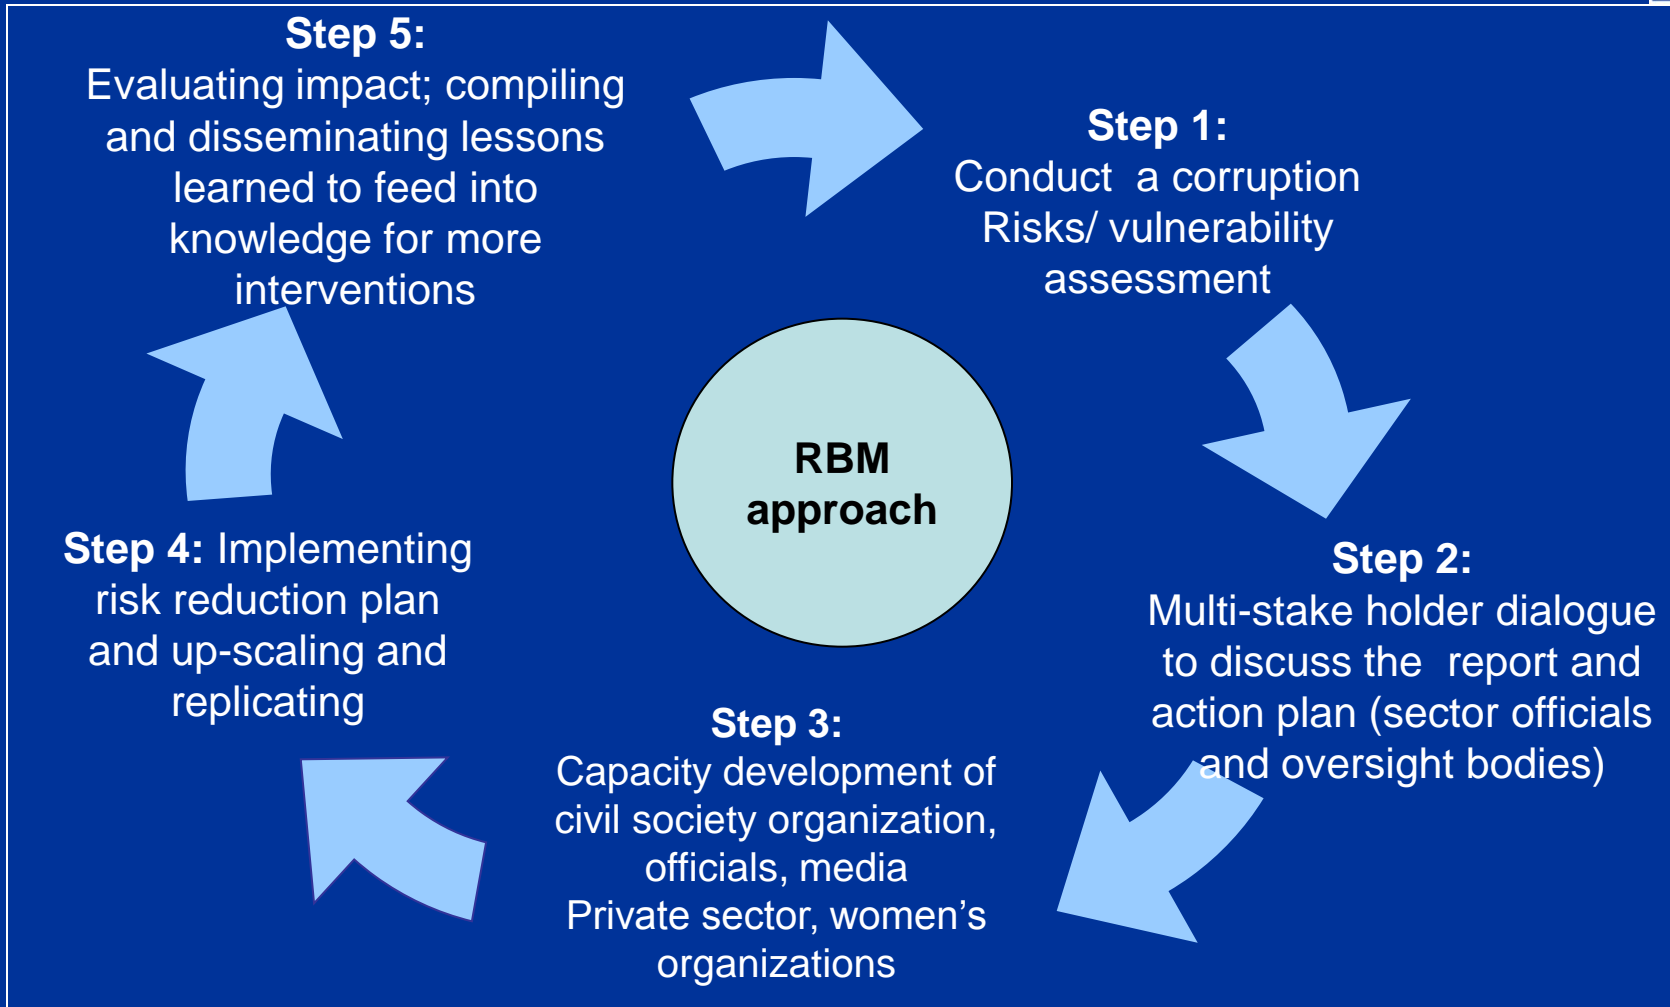 Step 5:
Evaluating impact; compiling
and disseminating lessons
learned to feed into
knowledge for more
interventions
Step 1:
Conduct  a corruption
Risks/ vulnerability
assessment
RBM
approach
Step 2:
Multi-stake holder dialogue
to discuss the  report and
action plan (sector officials
and oversight bodies)
Step 3:
Capacity development of
civil society organization,
officials, media
Private sector, women’s
organizations
Step 4: Implementing
risk reduction plan
and up-scaling and
replicating